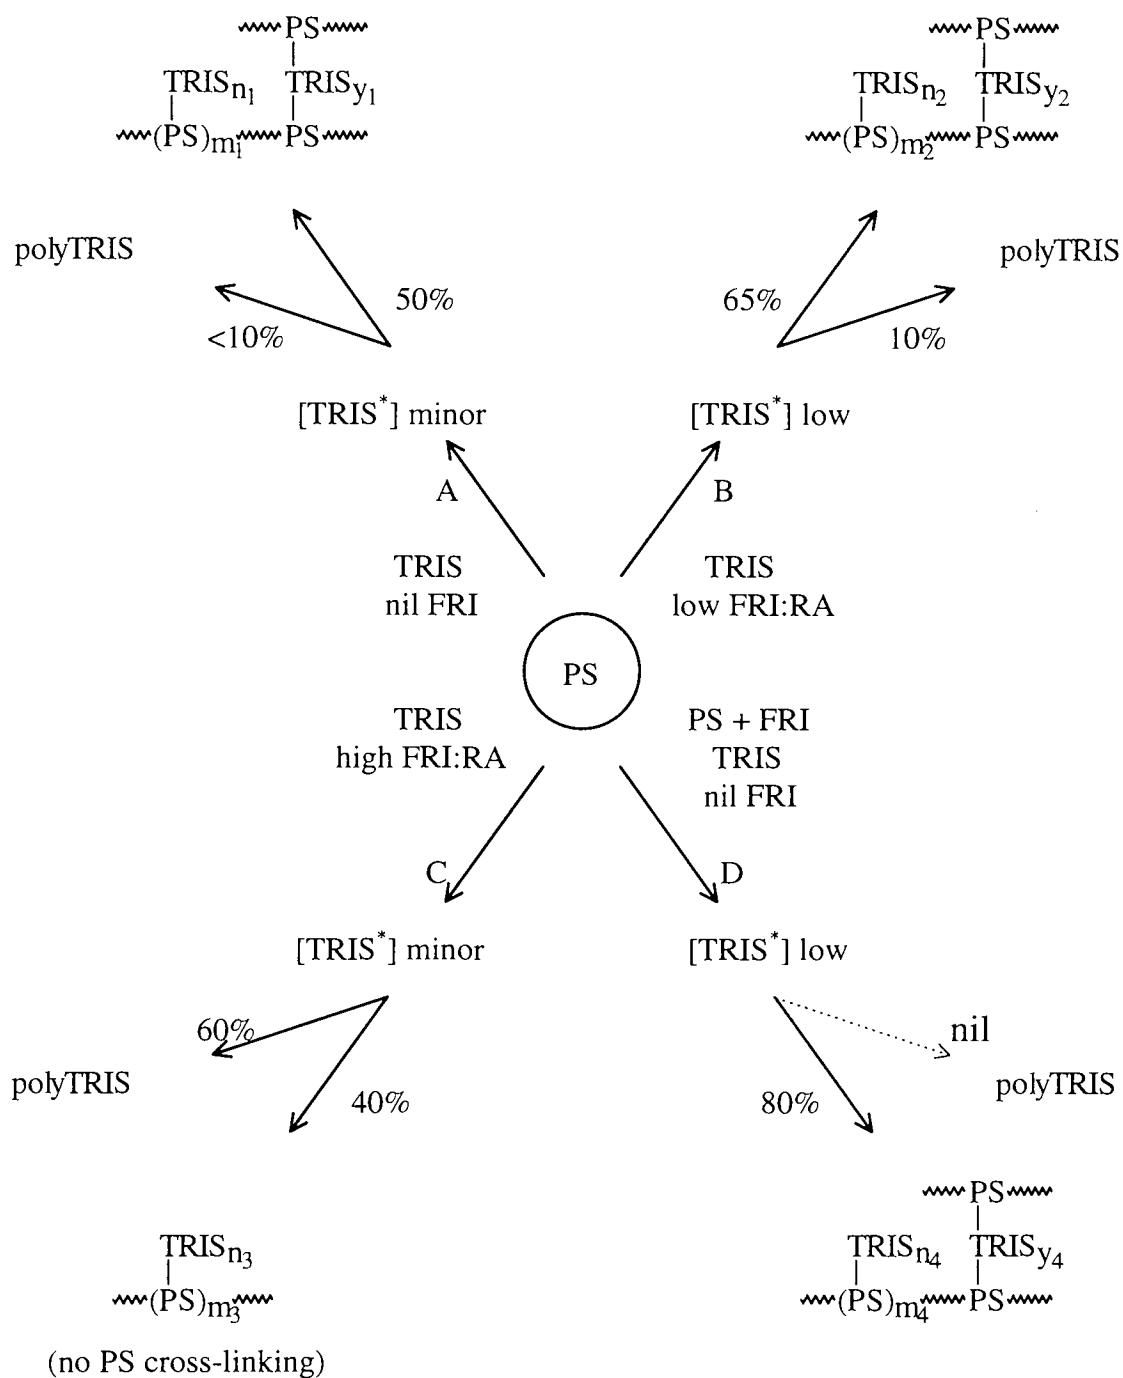 PS
TRISn1 TRISy1
(PS)m1 PS
polyTRIS
50%
<10%
[TRIS*] minor
A
TRIS
nil FRI
PS
TRISn2 TRISy2
(PS)m2 PS
polyTRIS
65%
10%
[TRIS*] low
B
TRIS
low FRI:RA
PS
TRIS
high FRI:RA
C
[TRIS*] minor
60%
polyTRIS
40%
TRISn3
(PS)m3
(no PS cross-linking)
PS + FRI
TRIS
nil FRI
D
[TRIS*] low
nil
polyTRIS
80%
PS
TRISn4 TRISy4
(PS)m4 PS